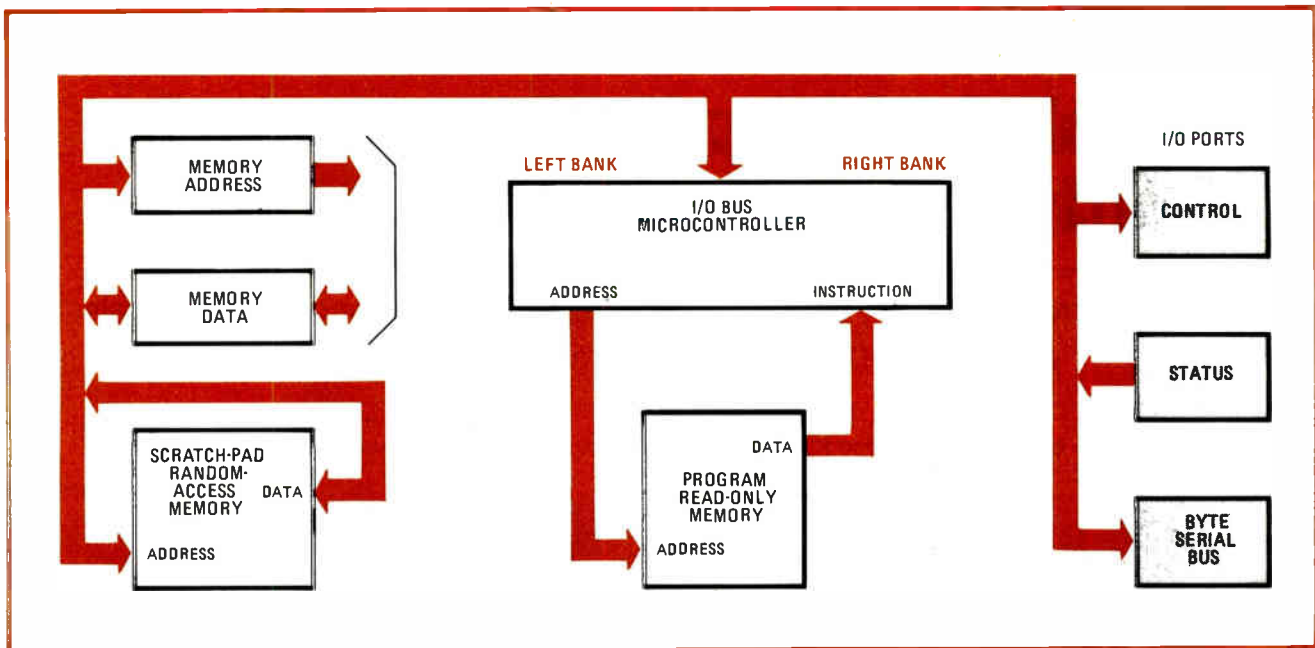 MEMORY
ADDRESS
MEMORY
DATA
SCRATCH-PAD
RANDOM-
ACCESS
MEMORY
DATA
ADDRESS
LEFT BANK
RIGHT BANK
I/O BUS
MICROCONTROLLER
ADDRESS
INSTRUCTION
DATA
PROGRAM
READ-ONLY
MEMORY
ADDRESS
I/O PORTS
CONTROL
STATUS
BYTE
SERIAL
BUS